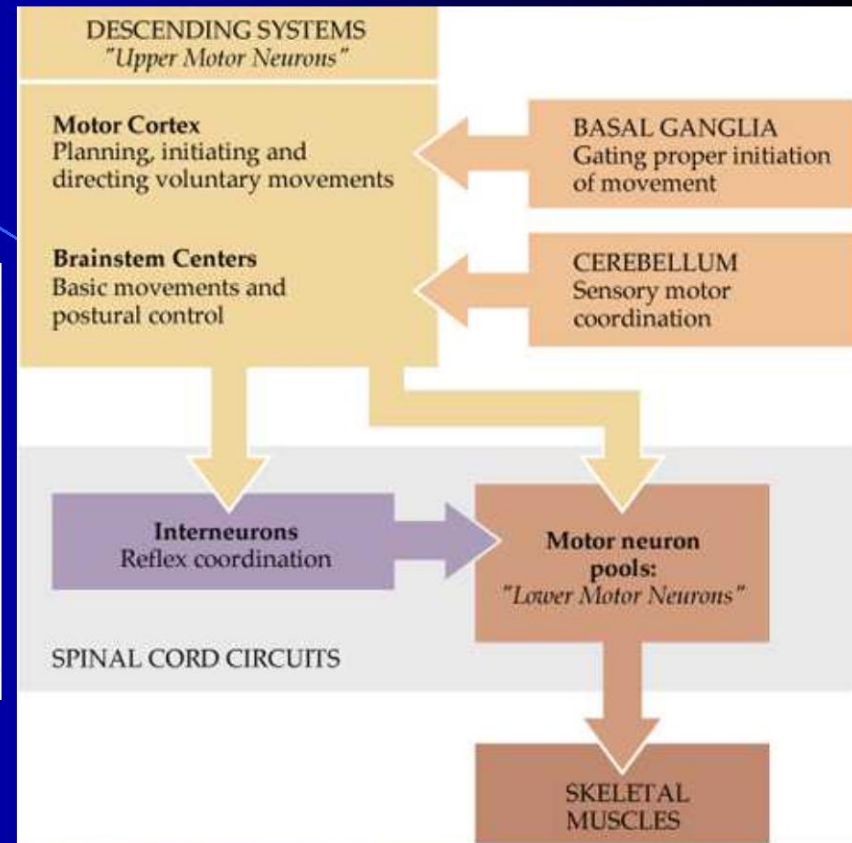 DESCENDING SYSTEMS
"Upper Motor Neurons"
Motor Cortex
Planning, initiating and
directing voluntary movements
Brainstem Centers
Basic movements and
postural control
BASAL GANGLIA
Gating proper initiation
of movement
CEREBELLUM
Sensory motor
coordination
Interneurons
Reflex coordination
Motor neuron
pools:
"Lower Motor Neurons"
SPINAL CORD CIRCUITS
SKELETAL
MUSCLES